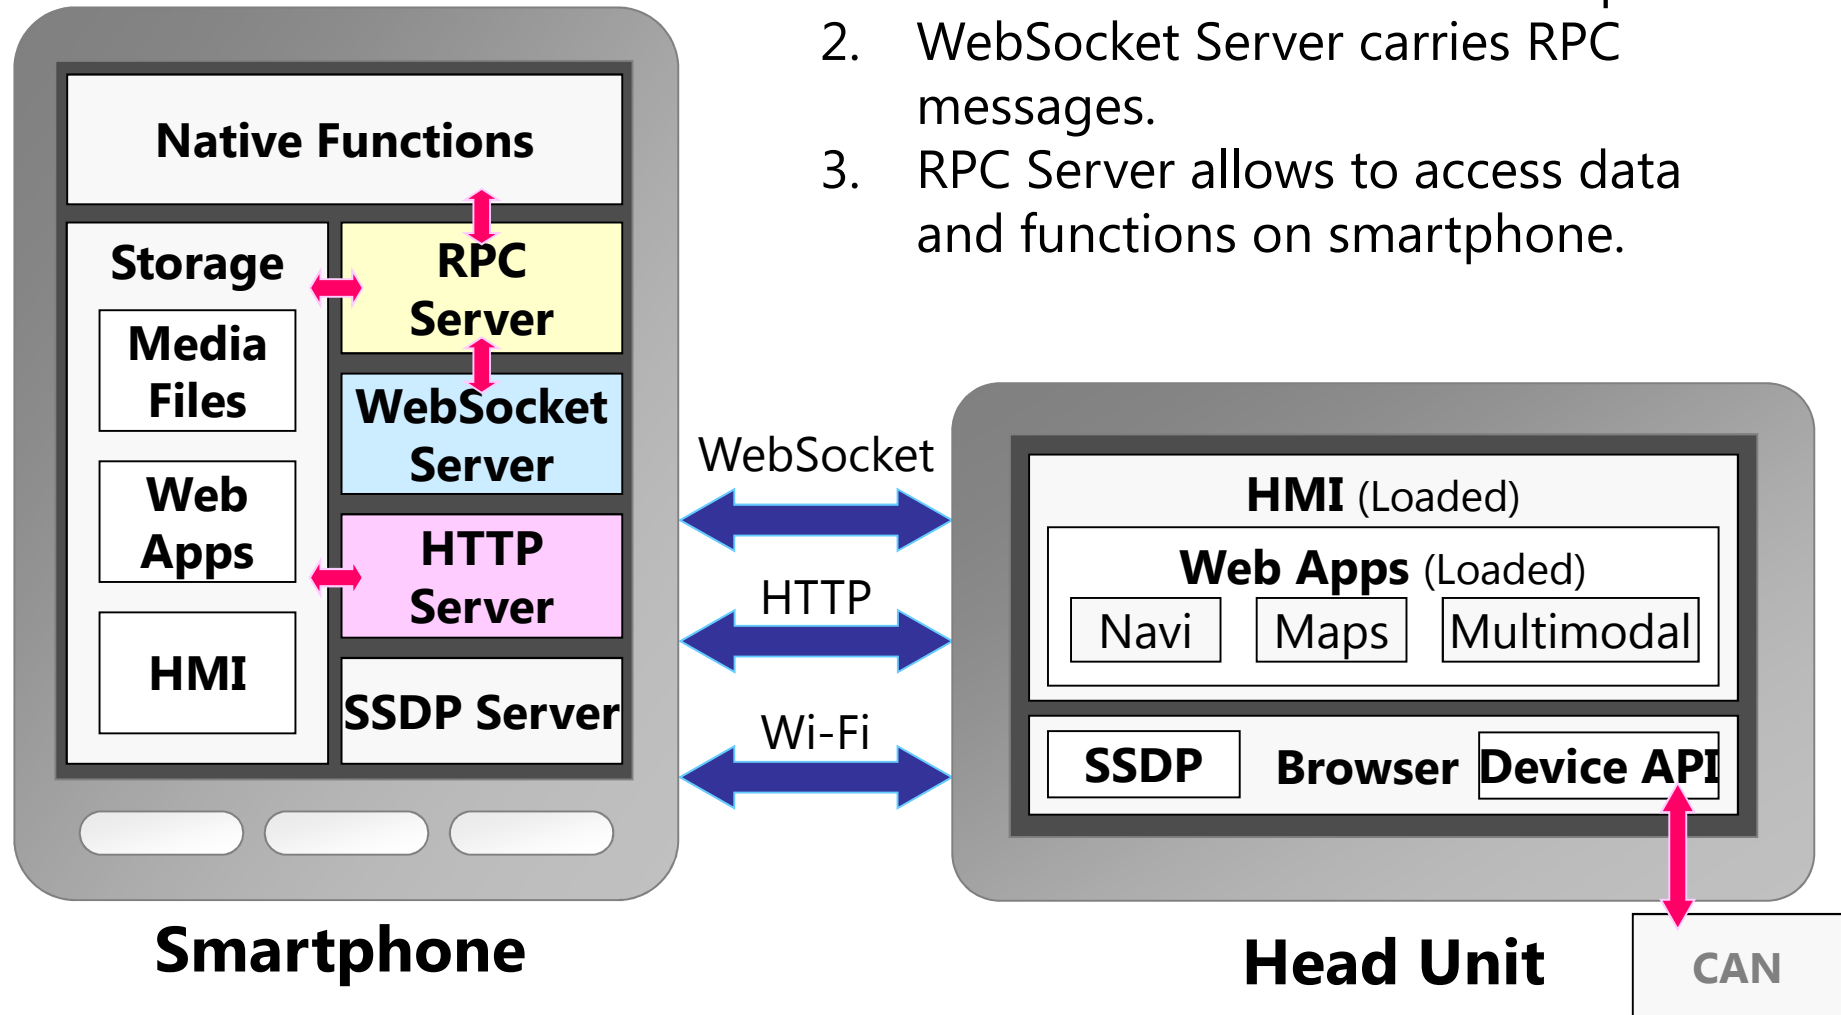 2. WebSocket Server carries RPC
messages.
3. RPC Server allows to access data
and functions on smartphone.
Native Functions
Storage
Media
Files
Web
Apps
HMI
RPC
Server
WebSocket
Server
HTTP
Server
SSDP Server
WebSocket
HTTP
Wi-Fi
HMI (Loaded)
Web Apps (Loaded)
Navi
Maps
Multimodal
SSDP
Browser
Device API
Smartphone
Head Unit
CAN